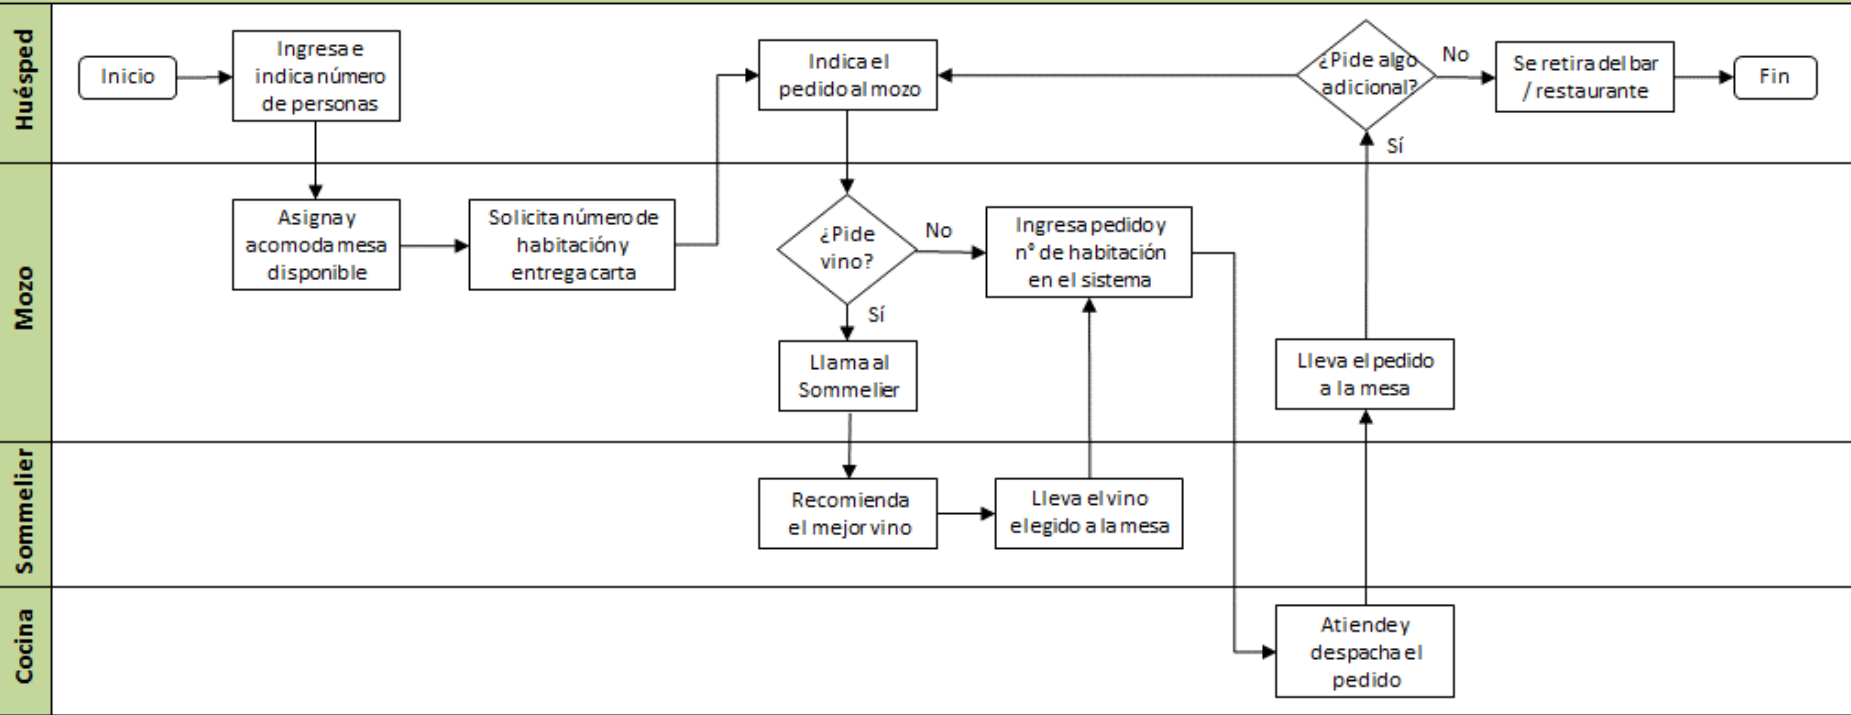 Huésped
Inicio
Ingresa e
indica número
de personas
Indica el
pedido al mozo
¿Pide algo
adicional?
No
Sí
Se retira del bar
/ restaurante
Fin
Mozo
Asigna y
acomoda mesa
disponible
Solicita número de
habitación y
entrega carta
¿Pide
vino?
No
Sí
Ingresa pedido y
n° de habitación
en el sistema
Llama al
Sommelier
Lleva el pedido
a la mesa
Sommelier
Recomienda
el mejor vino
Lleva el vino
elegido a la mesa
Cocina
Atiende y
despacha el
pedido